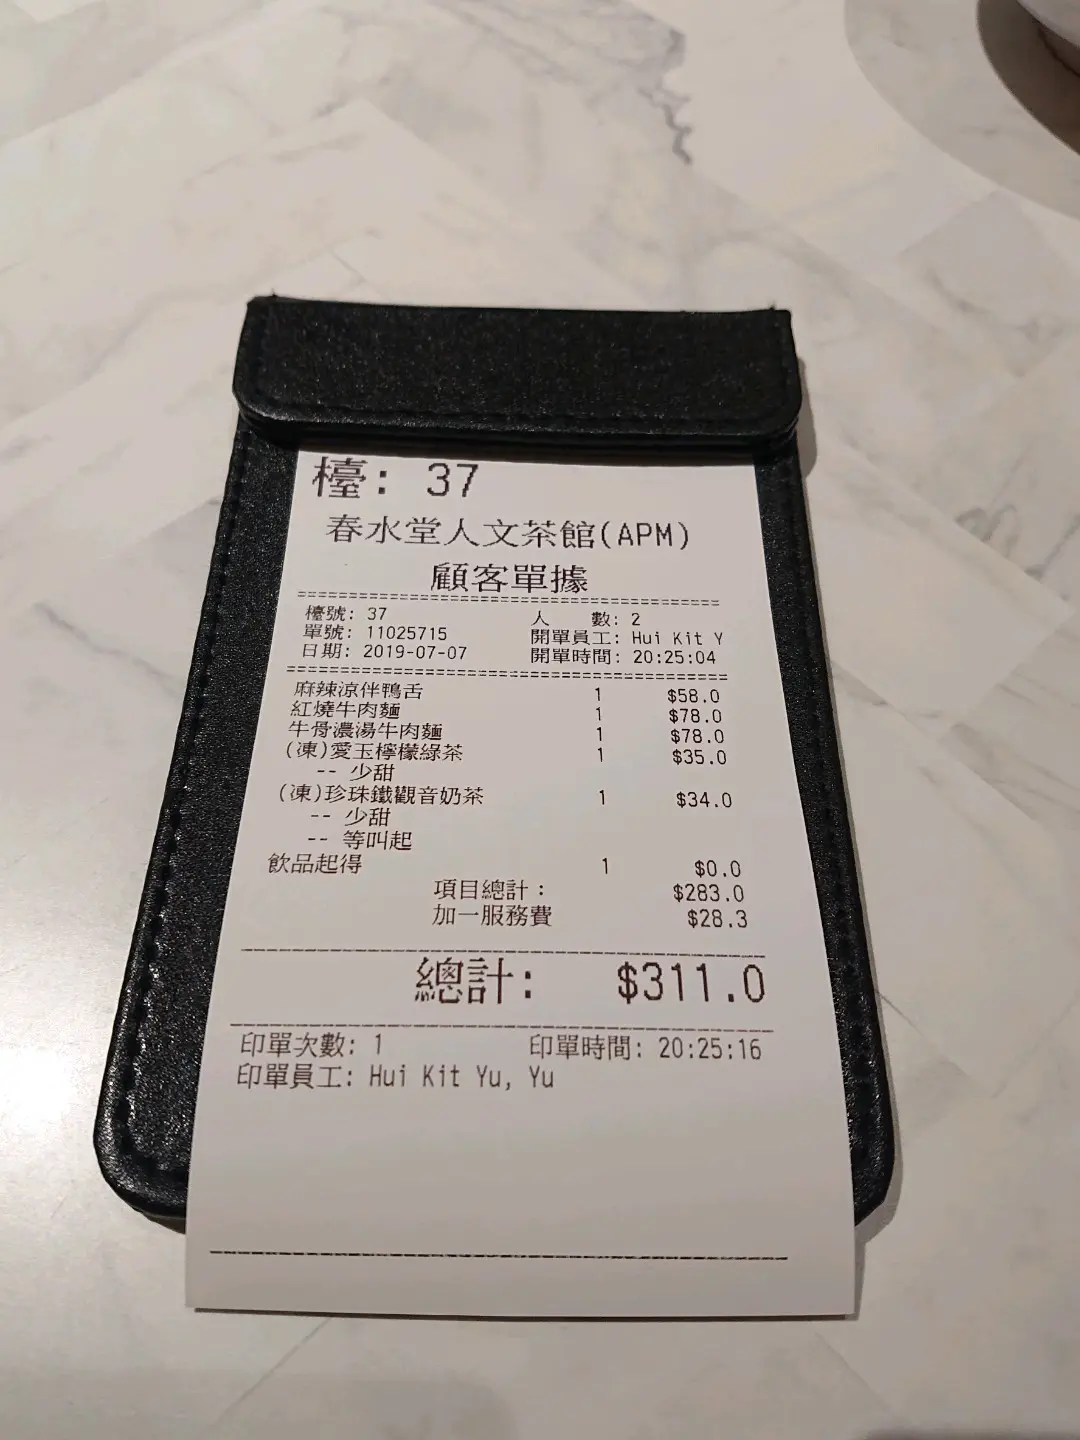 檯: 37
春水堂人文茶館(APM)
顧客單據
檯號: 37 人 數: 2
單號: 11025715 開單員工: Hui Kit Y
日期: 2019-07-07 開單時間: 20:25:04
麻辣涼伴鴨舌 1 $58.0
紅燒牛肉麵 1 $78.0
牛骨濃湯牛肉麵 1 $78.0
(凍)愛玉檸檬綠茶 1 $35.0
-- 少甜
(凍)珍珠鐵觀音奶茶 1 $34.0
-- 少甜
-- 等叫起
飲品起得 1 $0.0
項目總計: $283.0
加一服務費 $28.3
總計: $311.0
印單次數: 1 印單時間: 20:25:16
印單員工: Hui Kit Yu, Yu